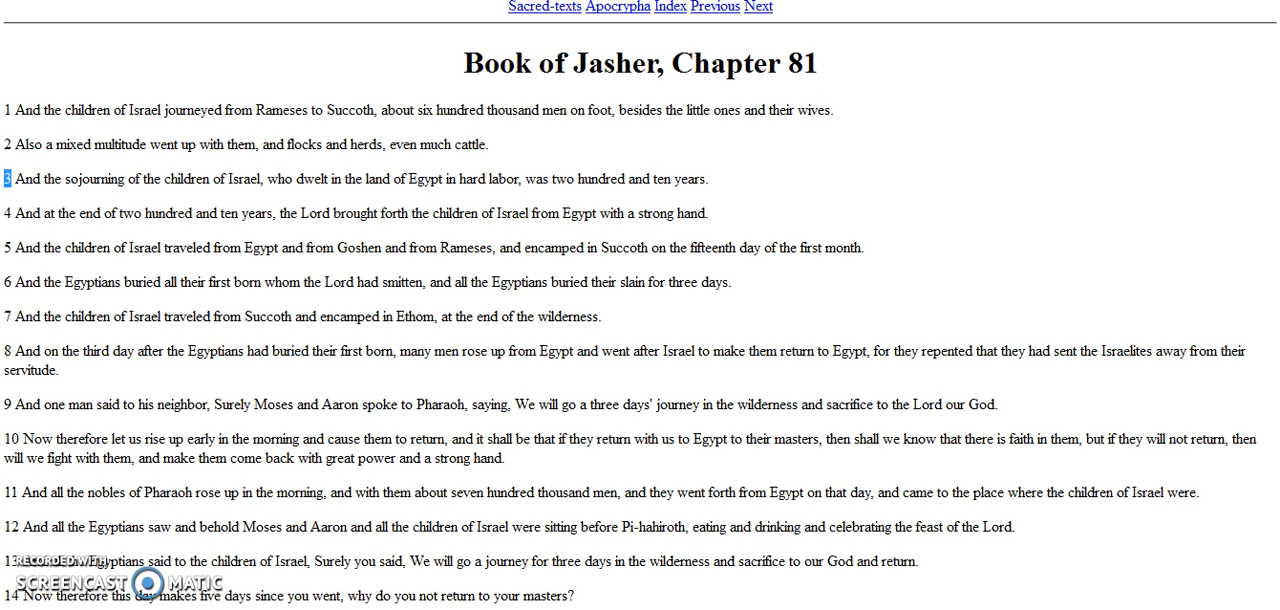 Sacred-texts Apocrypha Index Previous Next
Book of Jasher, Chapter 81
1 And the children of Israel journeyed from Rameses to Succoth, about six hundred thousand men on foot, besides the little ones and their wives.
2 Also a mixed multitude went up with them, and flocks and herds, even much cattle.
3 And the sojourning of the children of Israel, who dwelt in the land of Egypt in hard labor, was two hundred and ten years.
4 And at the end of two hundred and ten years, the Lord brought forth the children of Israel from Egypt with a strong hand.
5 And the children of Israel traveled from Egypt and from Goshen and from Rameses, and encamped in Succoth on the fifteenth day of the first month.
6 And the Egyptians buried all their first born whom the Lord had smitten, and all the Egyptians buried their slain for three days.
7 And the children of Israel traveled from Succoth and encamped in Ethom, at the end of the wilderness.
8 And on the third day after the Egyptians had buried their first born, many men rose up from Egypt and went after Israel to make them return to Egypt, for they repented that they had sent the Israelites away from their
servitude.
9 And one man said to his neighbor, Surely Moses and Aaron spoke to Pharaoh, saying, We will go a three days' journey in the wilderness and sacrifice to the Lord our God.
10 Now therefore let us rise up early in the morning and cause them to return, and it shall be that if they return with us to Egypt to their masters, then shall we know that there is faith in them, but if they will not return, then
will we fight with them, and make them come back with great power and a strong hand.
11 And all the nobles of Pharaoh rose up in the morning, and with them about seven hundred thousand men, and they went forth from Egypt on that day, and came to the place where the children of Israel were.
12 And all the Egyptians saw and behold Moses and Aaron and all the children of Israel were sitting before Pi-hahiroth, eating and drinking and celebrating the feast of the Lord.
13 Egyptians said to the children of Israel, Surely you said, We will go a journey for three days in the wilderness and sacrifice to our God and return.
RECORDED WITH
SCREENCAST MATIC
14 Now therefore this day makes five days since you went, why do you not return to your masters?